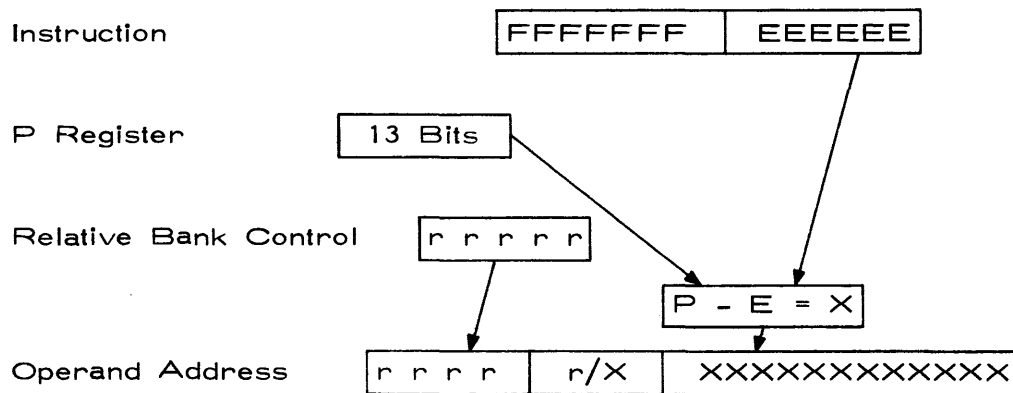 Instruction FFFFFFF EEEEEE
P Register 13 Bits
Relative Bank Control r r r r r
P - E = X
Operand Address r r r r r/X XXXXXXXXXXXX